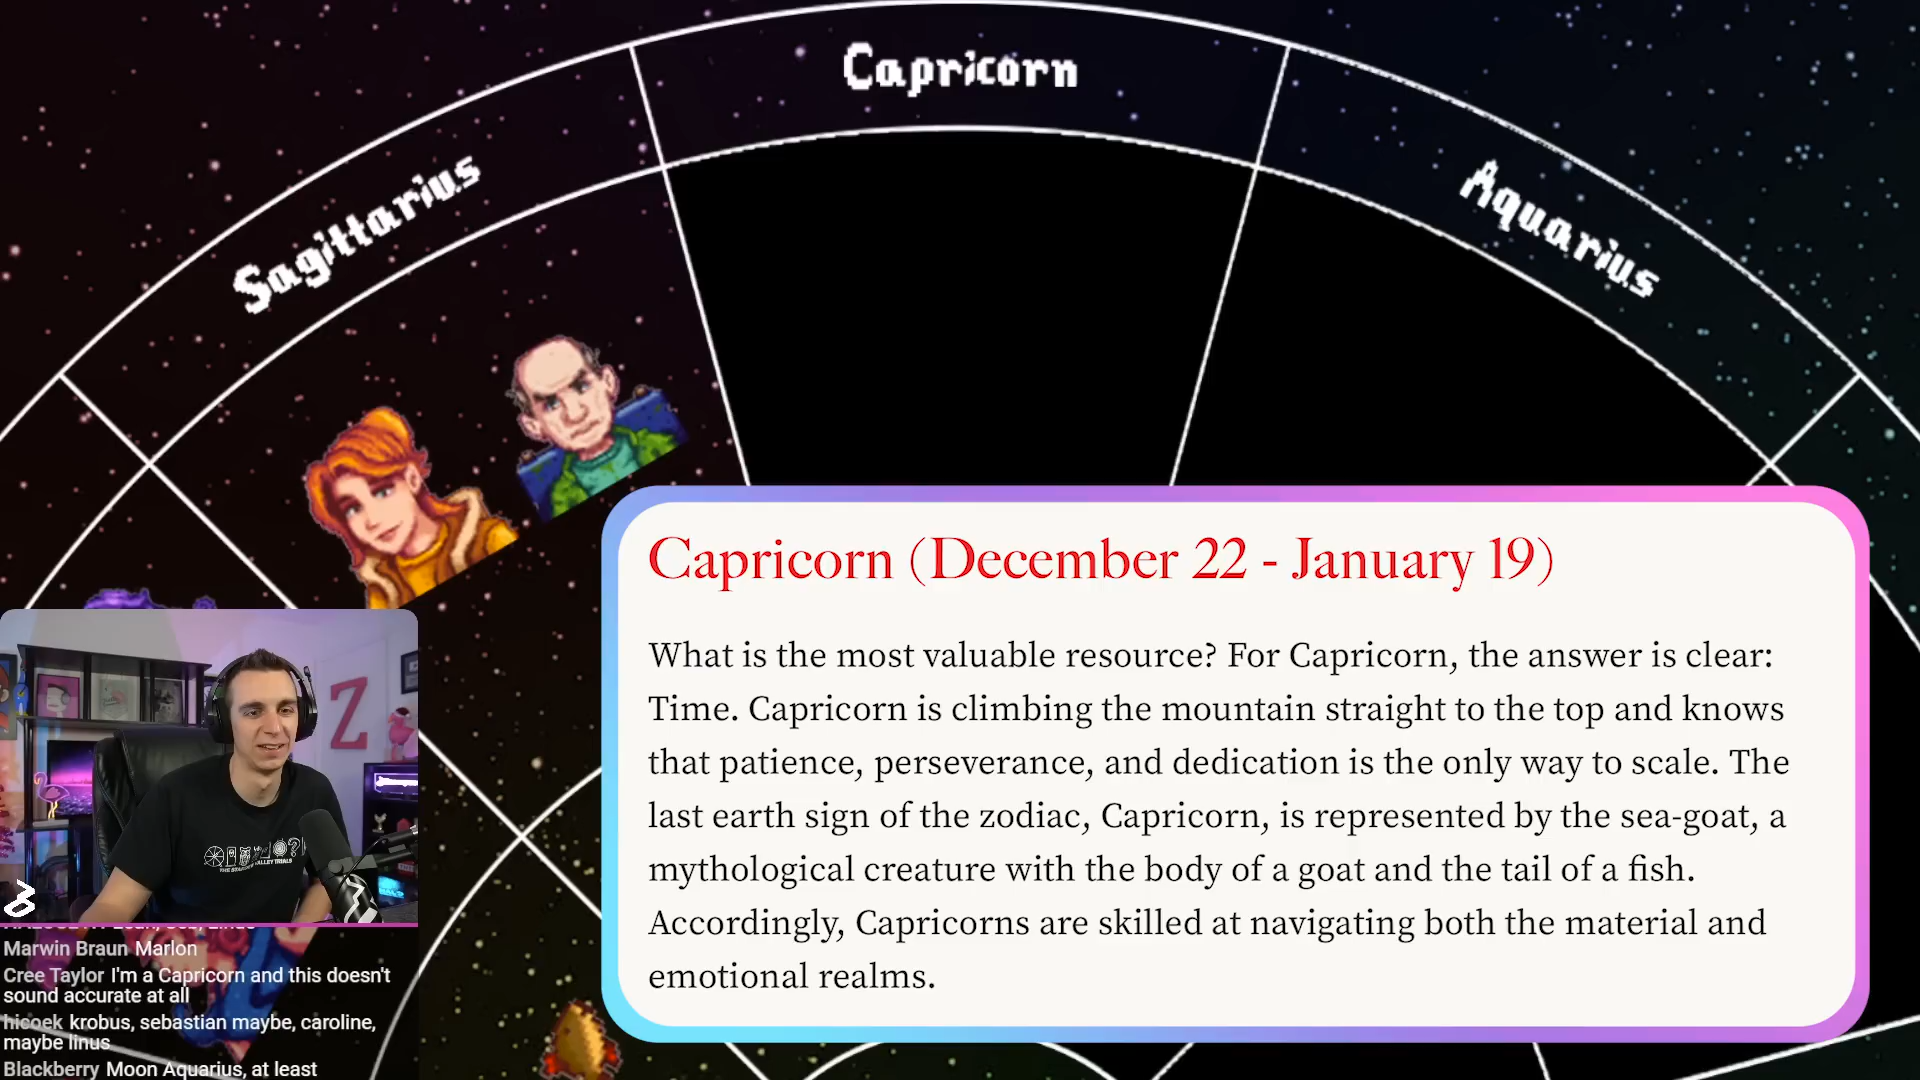 Capricorn
Sagittarius
Aquarius
Capricorn (December 22 - January 19)
What is the most valuable resource? For Capricorn, the answer is clear:
Time. Capricorn is climbing the mountain straight to the top and knows
that patience, perseverance, and dedication is the only way to scale. The
last earth sign of the zodiac, Capricorn, is represented by the sea-goat, a
mythological creature with the body of a goat and the tail of a fish.
Accordingly, Capricorns are skilled at navigating both the material and
emotional realms.
Z
Marwin Braun Marlon
Cree Taylor I'm a Capricorn and this doesn't
sound accurate at all
hicoek krobus, sebastian maybe, caroline,
maybe linus
Blackberry Moon Aquarius, at least